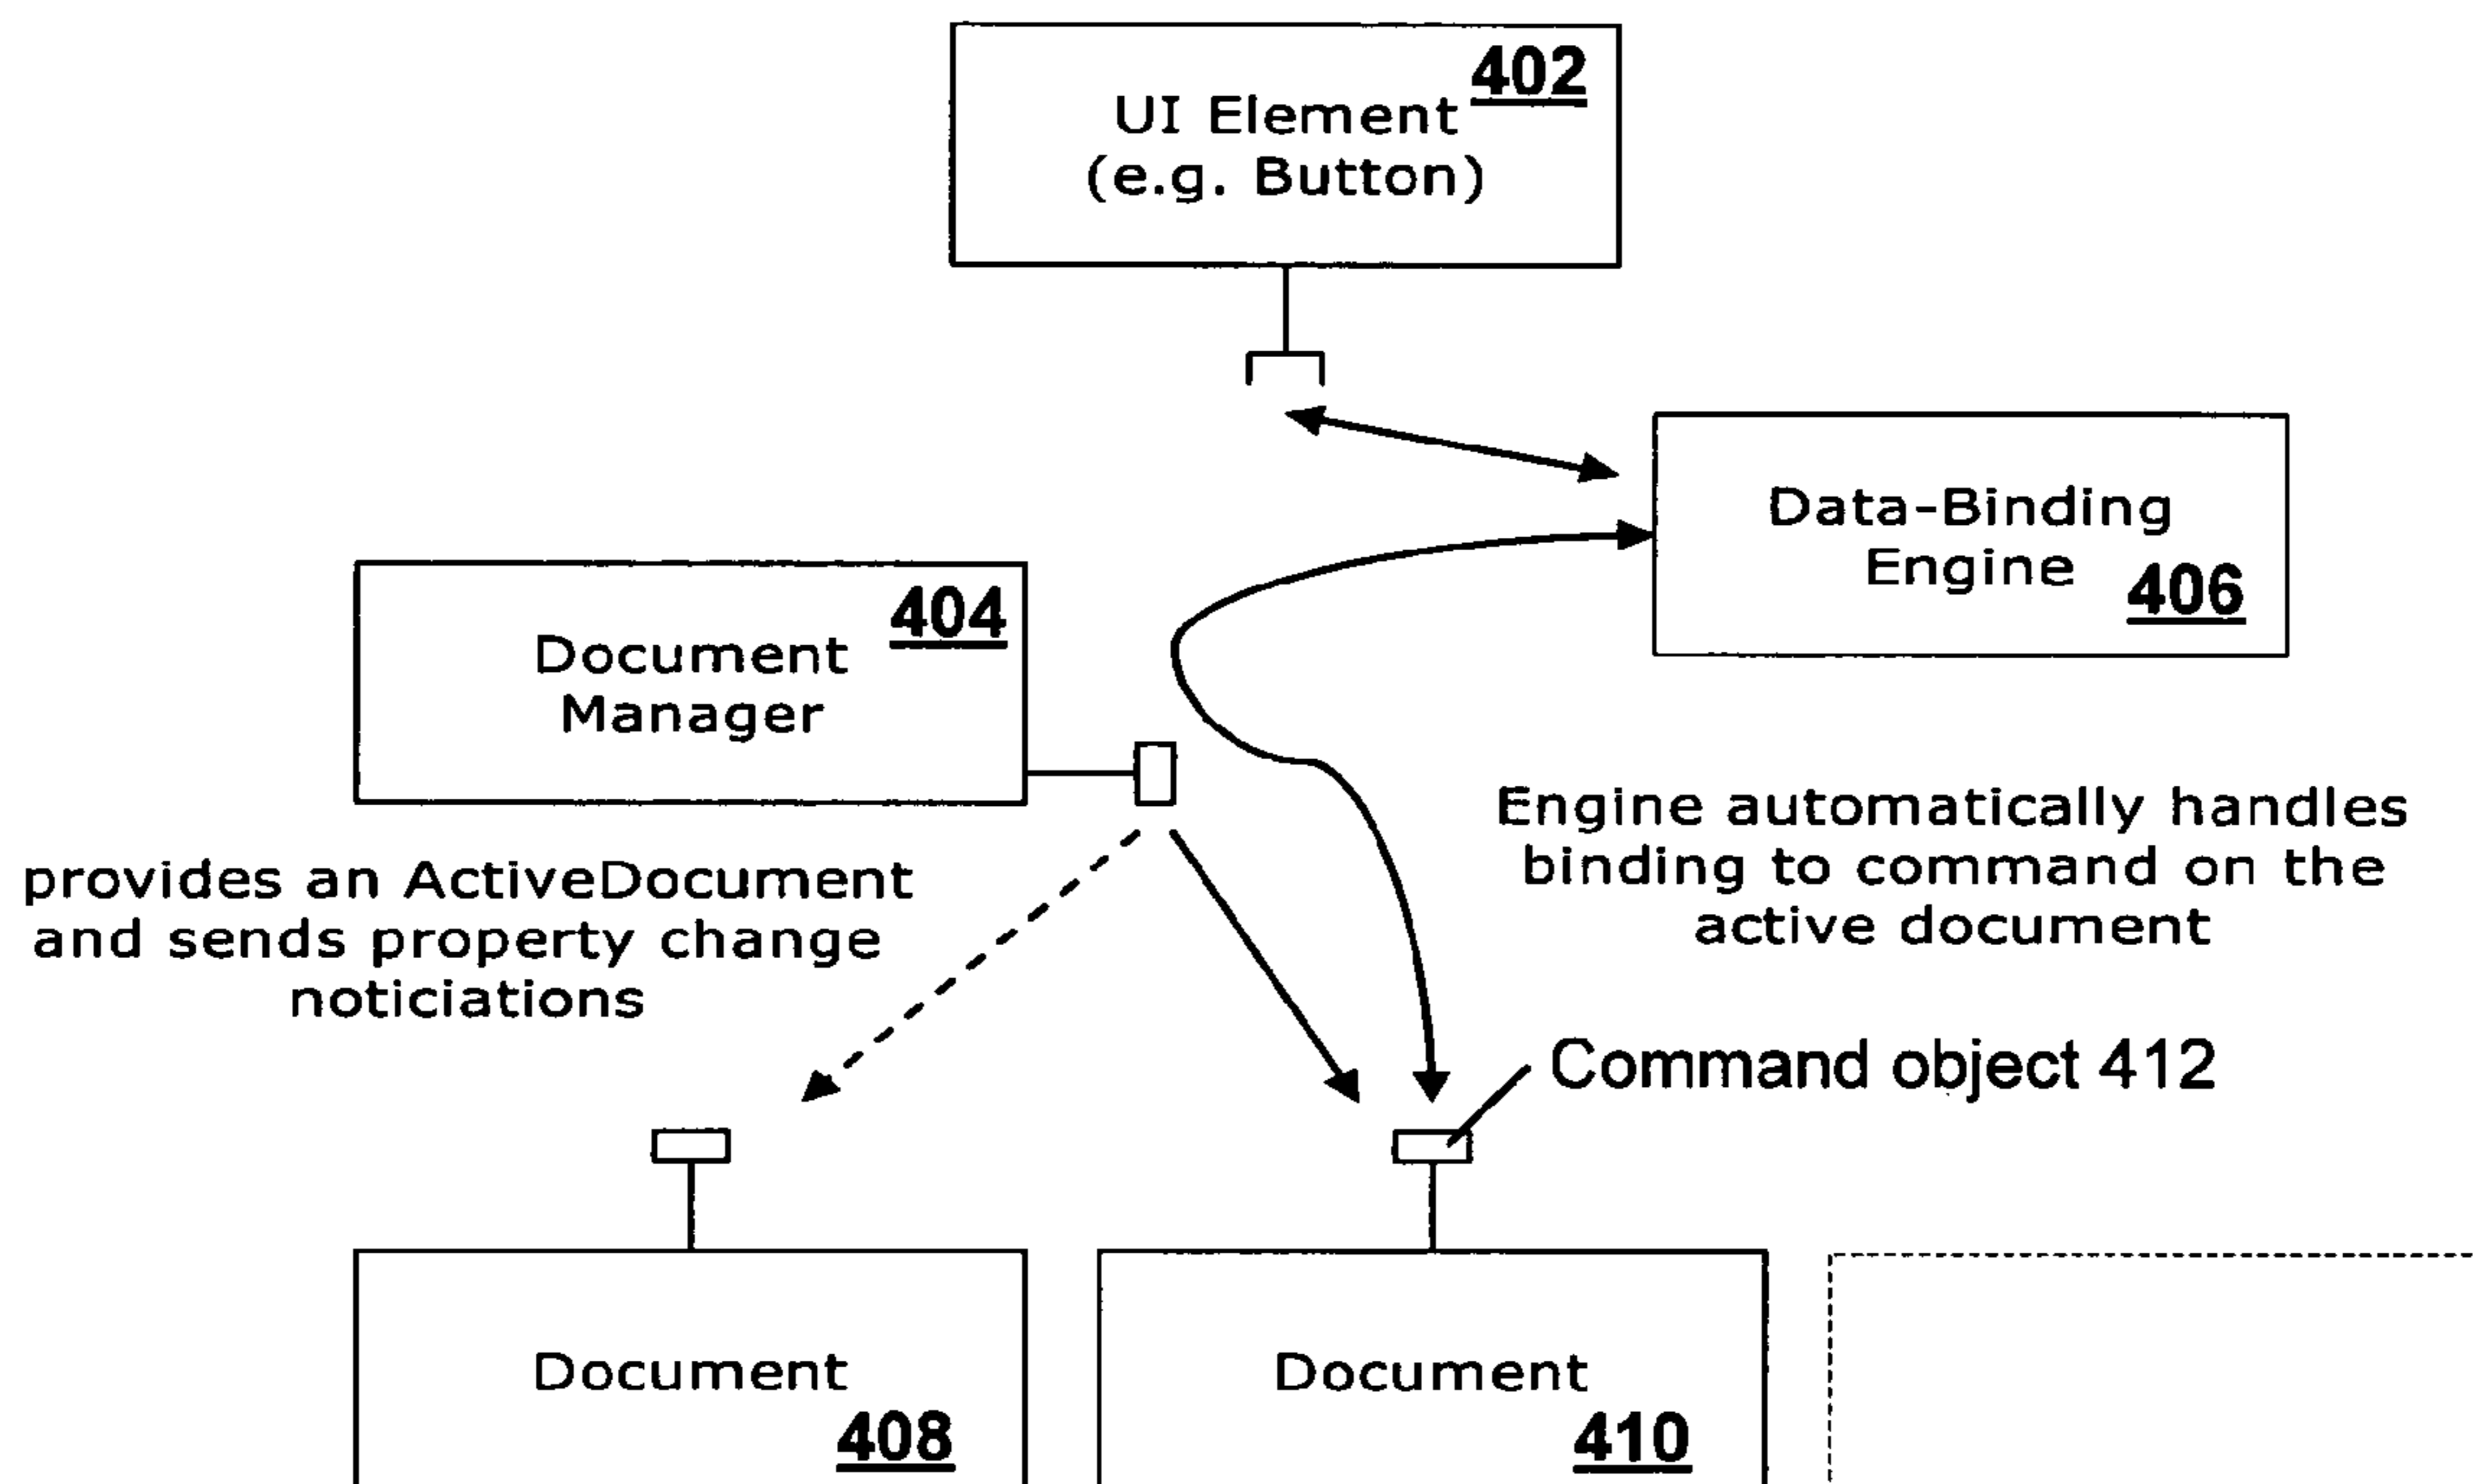 402
UI Element
(e.g. Button)
Data-Binding
Engine
406
404
Document
Manager
Engine automatically handles
binding to command on the
active document
provides an ActiveDocument
and sends property change
noticiations
Command object 412
Document
408
Document
410